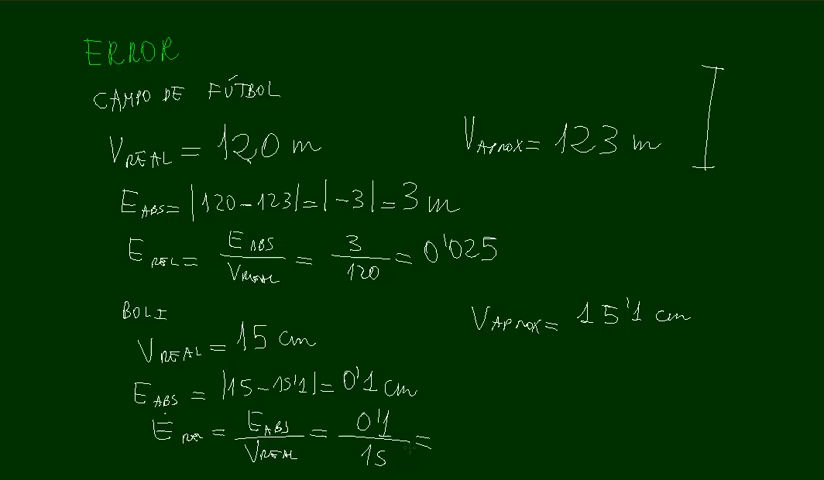 ERROR
CAMPO DE FÚTBOL
VREAL = 120 m VAPROX = 123 m
EABS = |120-123| = |-3| = 3 m
EREL = EABS/VREAL = 3/120 = 0'025
BOLI
VREAL = 15 cm VAPROX = 15'1 cm
EABS = |15-15'1| = 0'1 cm
EREL = EABS/VREAL = 0'1/15 =